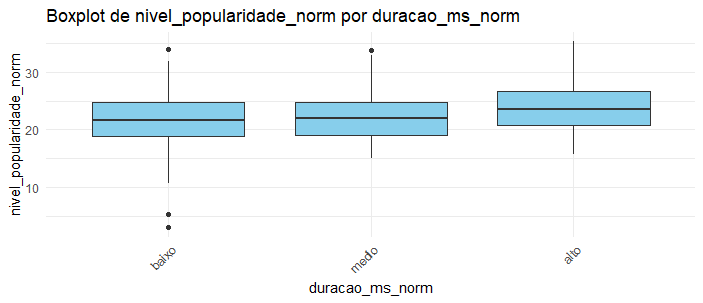 Boxplot de nivel_popularidade_norm por duracao_ms_norm
nivel_popularidade_norm
30
20
10
baixo
medio
alto
duracao_ms_norm